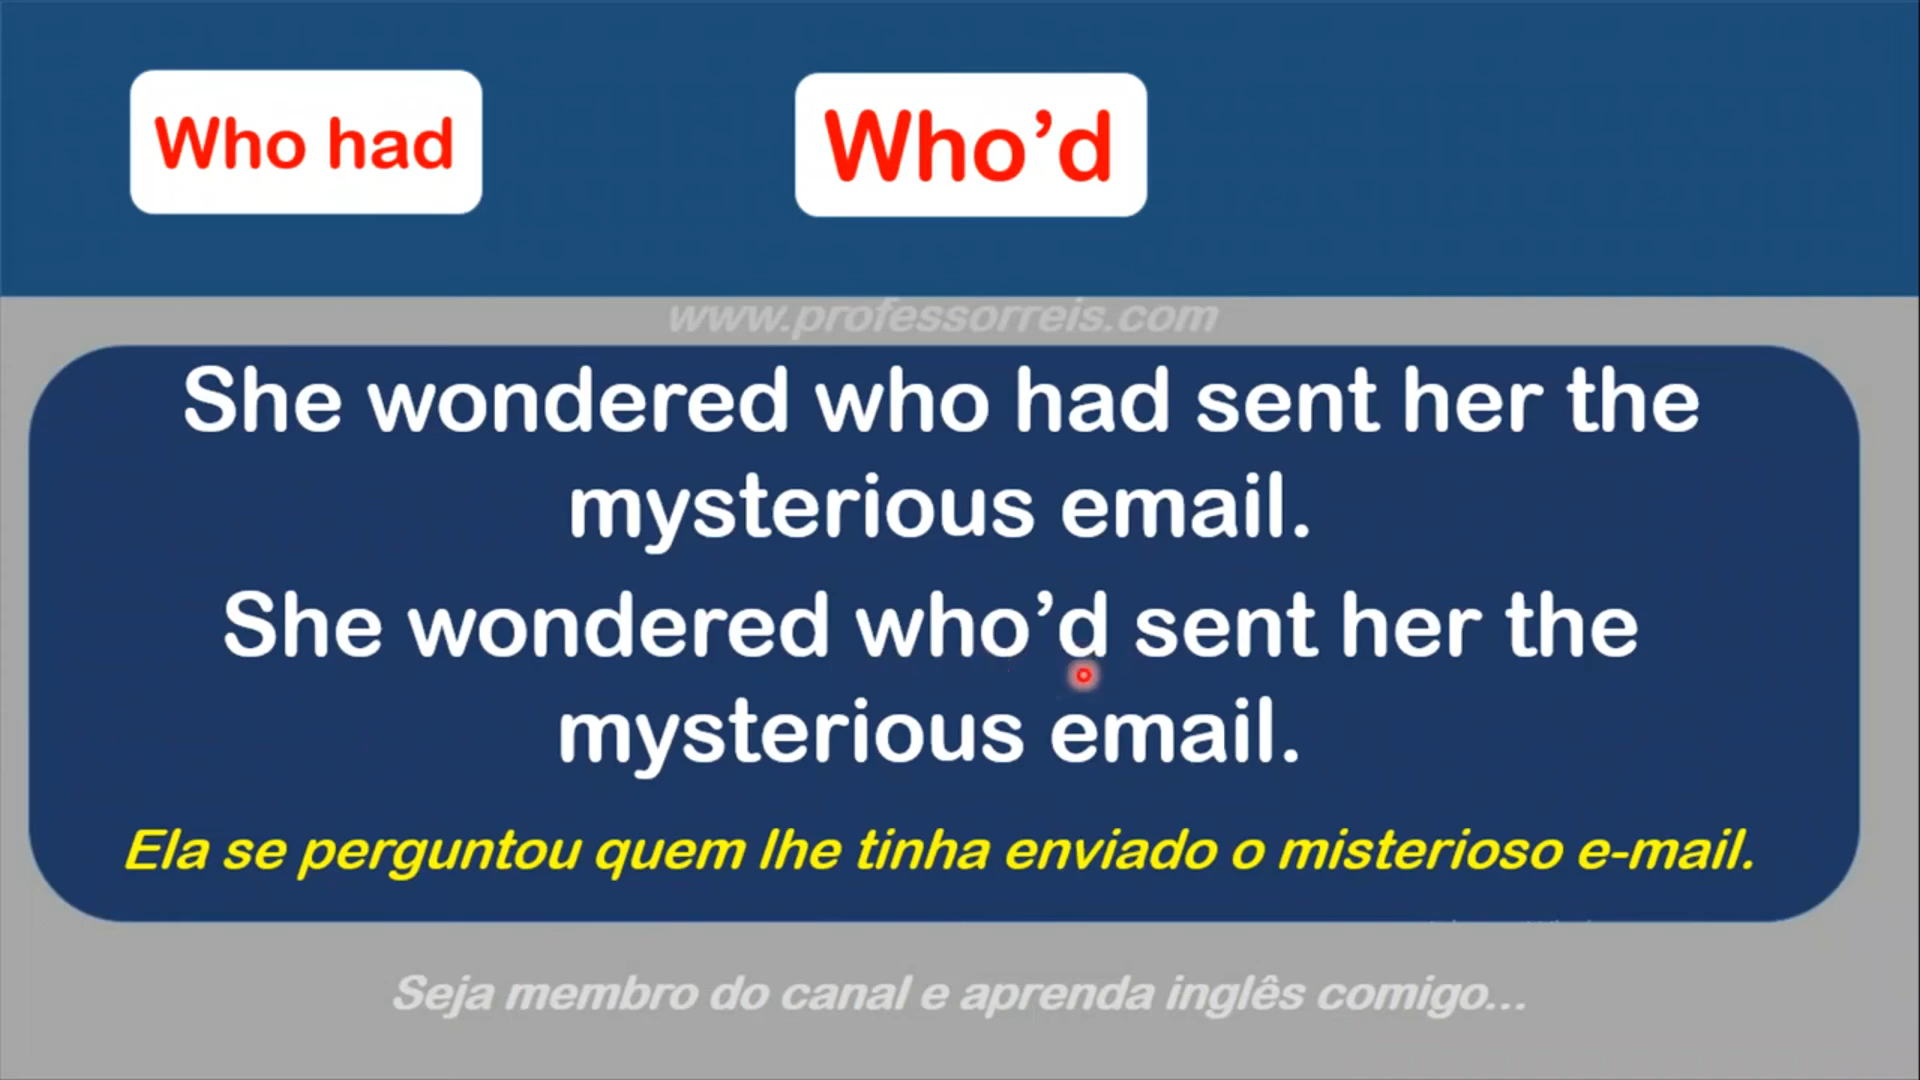 Who had
Who’d
www.professorreis.com
She wondered who had sent her the
mysterious email.
She wondered who’d sent her the
mysterious email.
Ela se perguntou quem lhe tinha enviado o misterioso e-mail.
Seja membro do canal e aprenda inglês comigo...